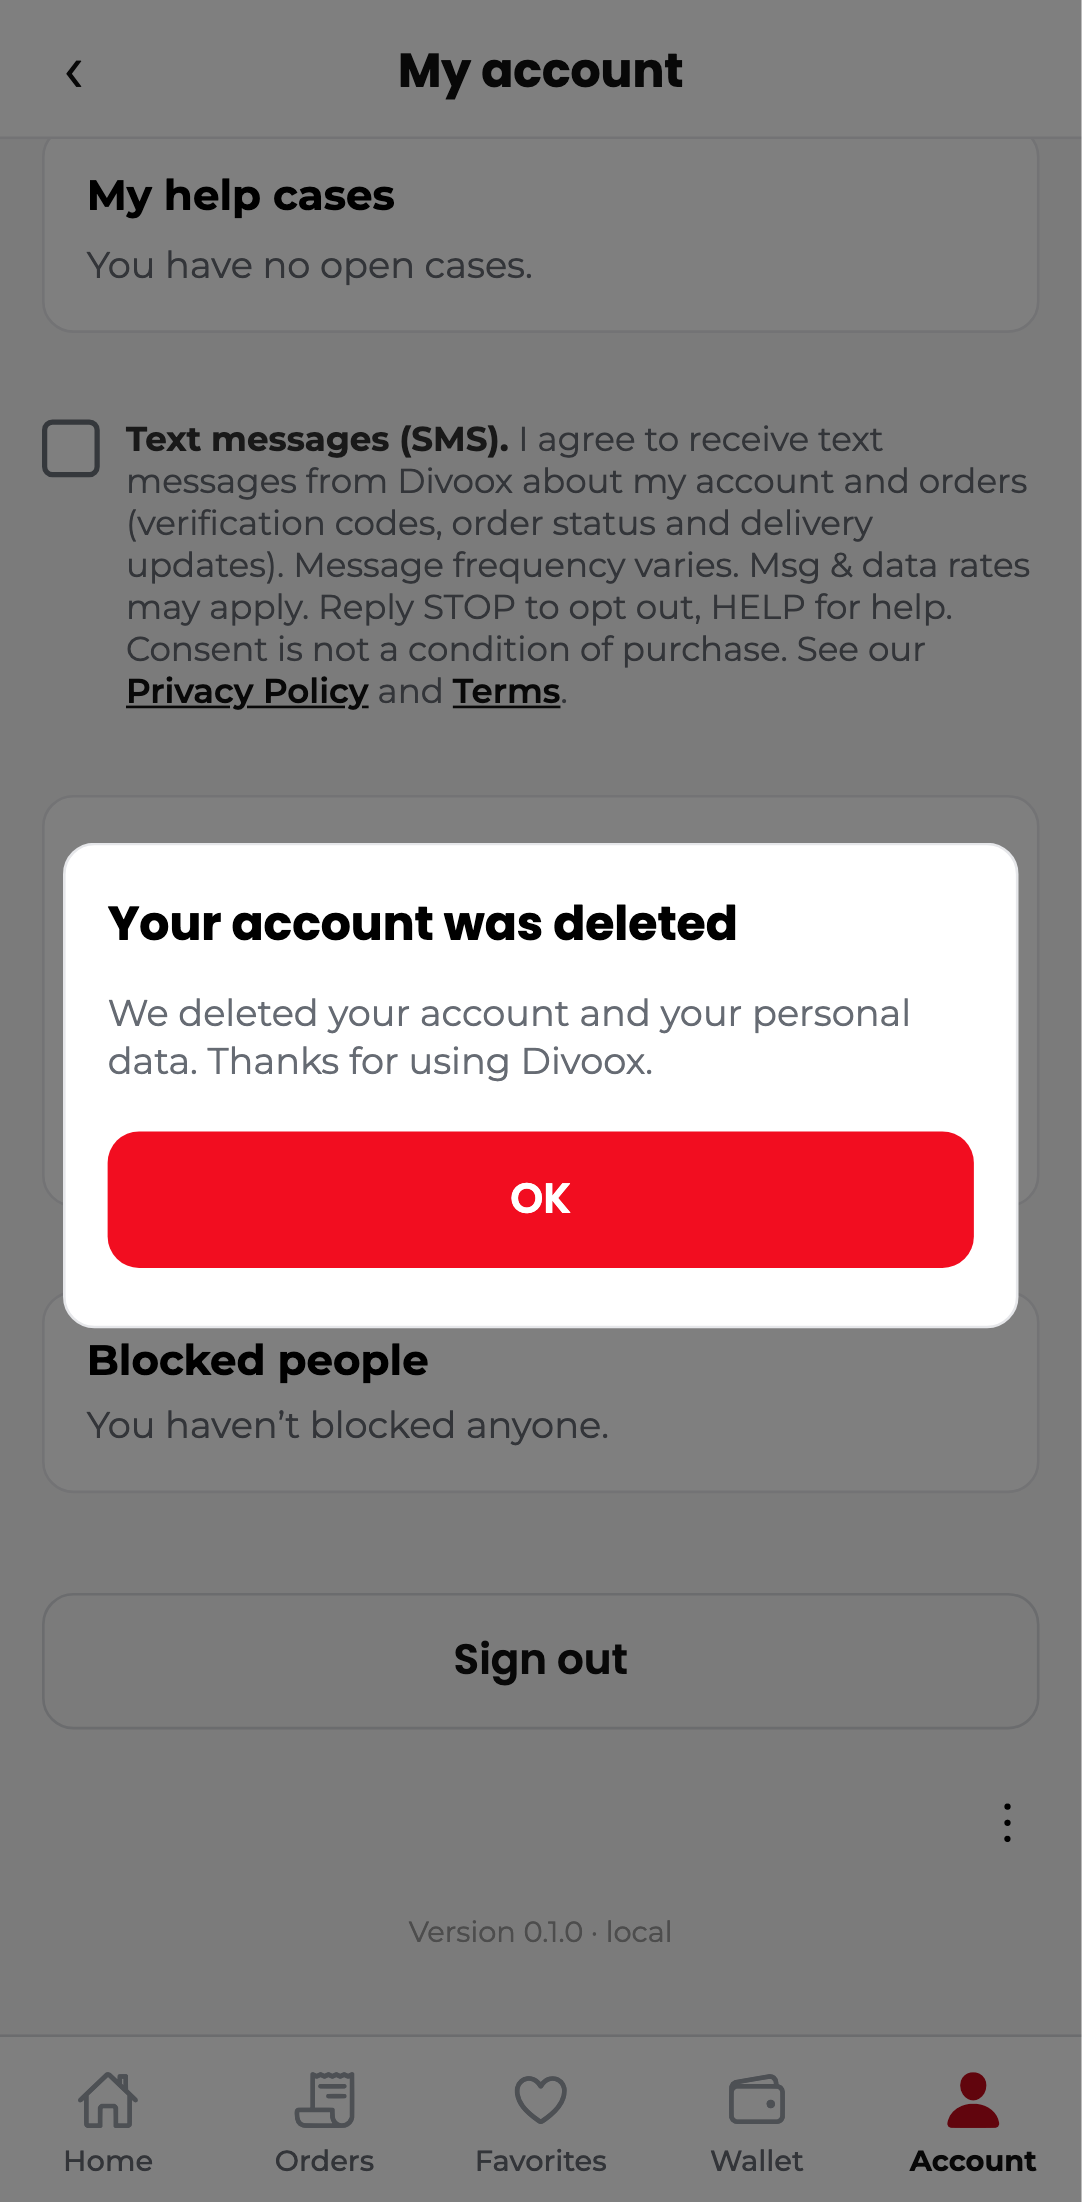 My account
My help cases
You have no open cases.
Text messages (SMS). I agree to receive text
messages from Divoox about my account and orders
(verification codes, order status and delivery
updates). Message frequency varies. Msg & data rates
may apply. Reply STOP to opt out, HELP for help.
Consent is not a condition of purchase. See our
Privacy Policy and Terms.
Your account was deleted
We deleted your account and your personal
data. Thanks for using Divoox.
OK
Blocked people
You haven’t blocked anyone.
Sign out
Version 0.1.0 · local
Home
Orders
Favorites
Wallet
Account